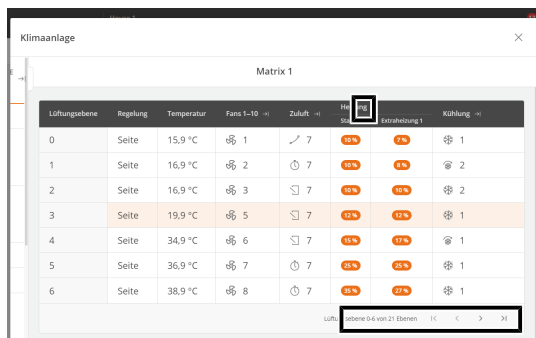 Klimaanlage
Matrix 1
Lüftungsebene Regelung Temperatur Fans 1–10 Zuluft Kühlung
Extraheizung 1
0 Seite 15,9 °C 1 7 10 % 7 % 1
1 Seite 16,9 °C 2 7 10 % 8 % 2
2 Seite 16,9 °C 3 7 10 % 10 % 2
3 Seite 19,9 °C 5 7 12 % 12 % 1
4 Seite 34,9 °C 6 7 15 % 17 % 1
5 Seite 36,9 °C 7 7 25 % 25 % 1
6 Seite 38,9 °C 8 7 35 % 27 % 1
sebene 0-6 von 21 Ebenen